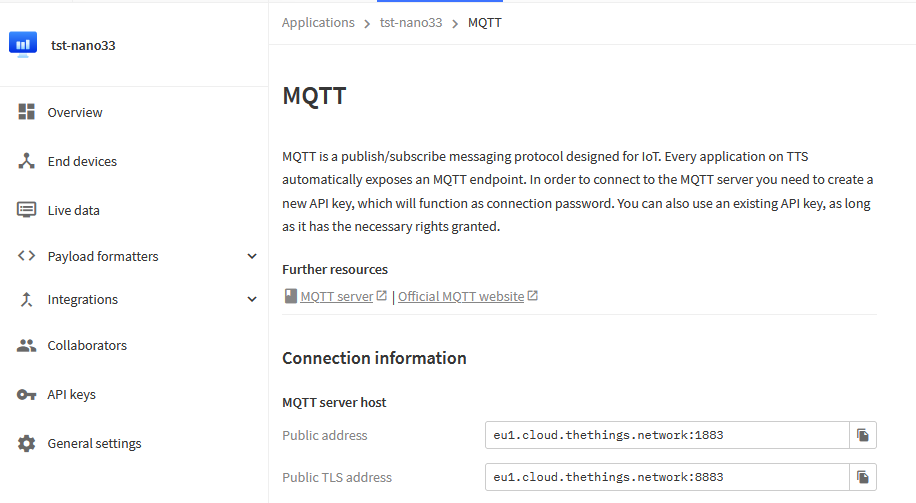 Applications > tst-nano33 > MQTT
tst-nano33
Overview
End devices
Live data
Payload formatters
Integrations
Collaborators
API keys
General settings
MQTT
MQTT is a publish/subscribe messaging protocol designed for IoT. Every application on TTS
automatically exposes an MQTT endpoint. In order to connect to the MQTT server you need to create a
new API key, which will function as connection password. You can also use an existing API key, as long
as it has the necessary rights granted.
Further resources
MQTT server | Official MQTT website
Connection information
MQTT server host
Public address eu1.cloud.thethings.network:1883
Public TLS address eu1.cloud.thethings.network:8883